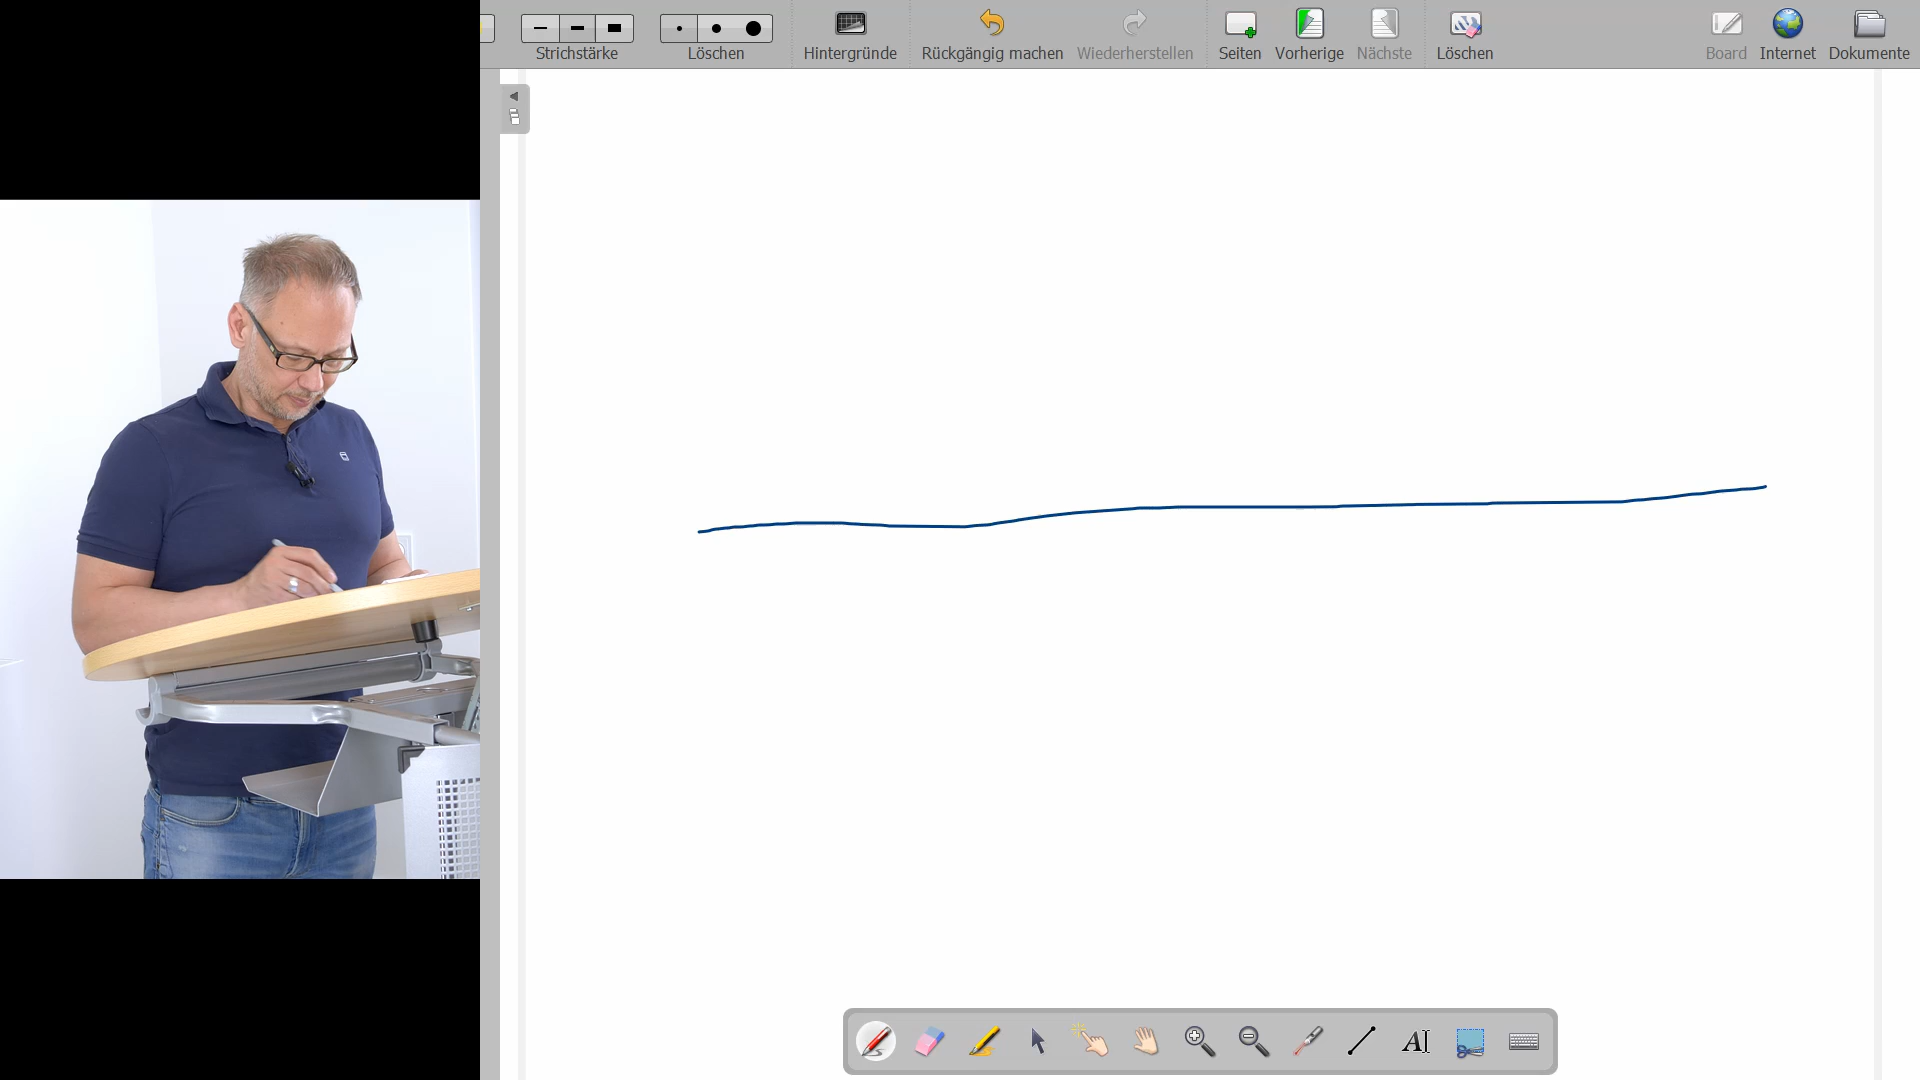 Strichstärke
Löschen
Hintergründe
Rückgängig machen
Wiederherstellen
Seiten
Vorherige
Nächste
Löschen
Board
Internet
Dokumente